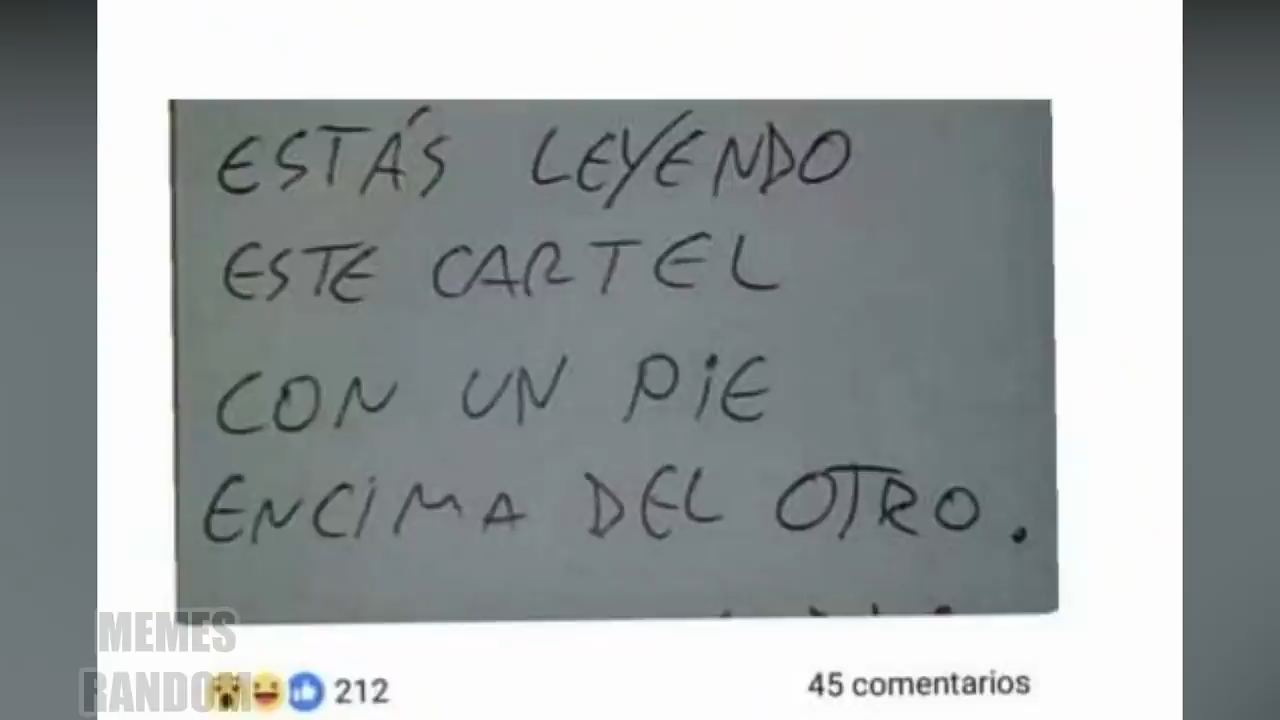 ESTÁS LEYENDO
ESTE CARTEL
CON UN PIE
ENCIMA DEL OTRO.
MEMES
RANDOM
212
45 comentarios